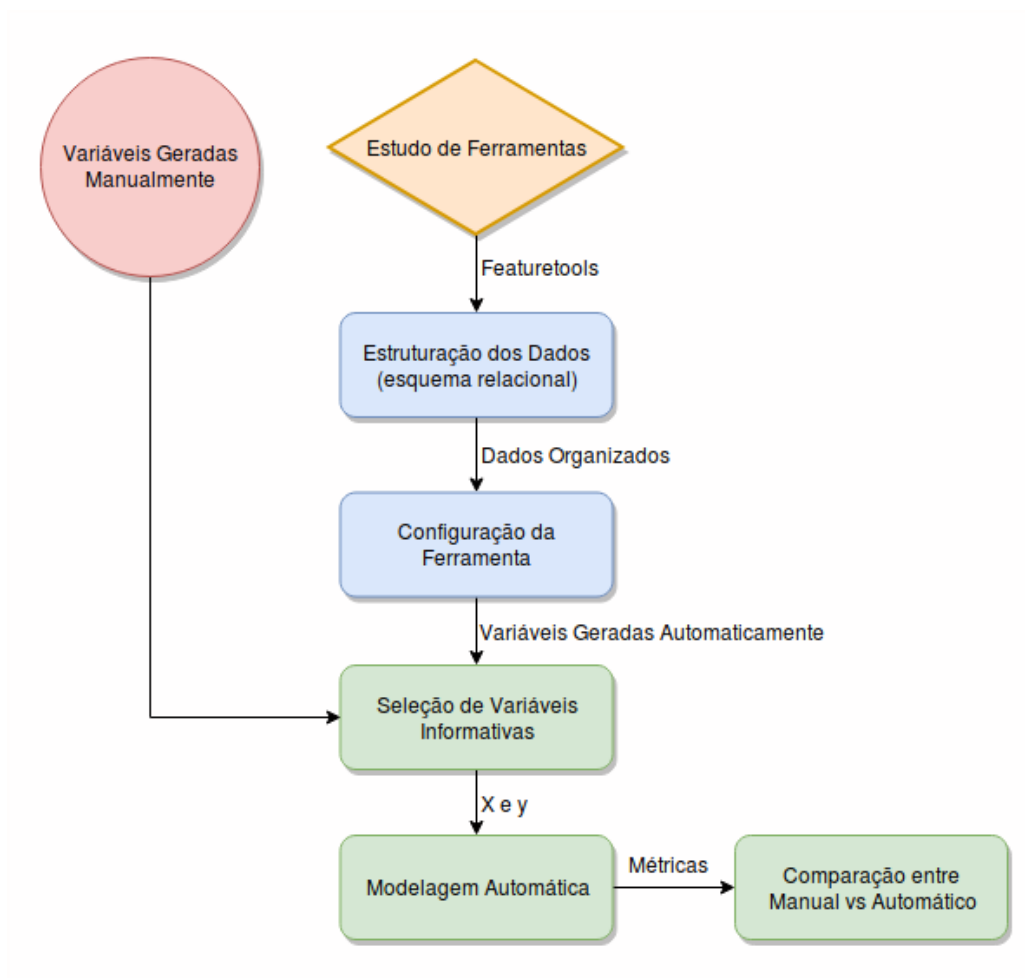 Variáveis Geradas
Manualmente
Estudo de Ferramentas
Featuretools
Estruturação dos Dados
(esquema relacional)
Dados Organizados
Configuração da
Ferramenta
Variáveis Geradas Automaticamente
Seleção de Variáveis
Informativas
X e y
Modelagem Automática
Métricas
Comparação entre
Manual vs Automático